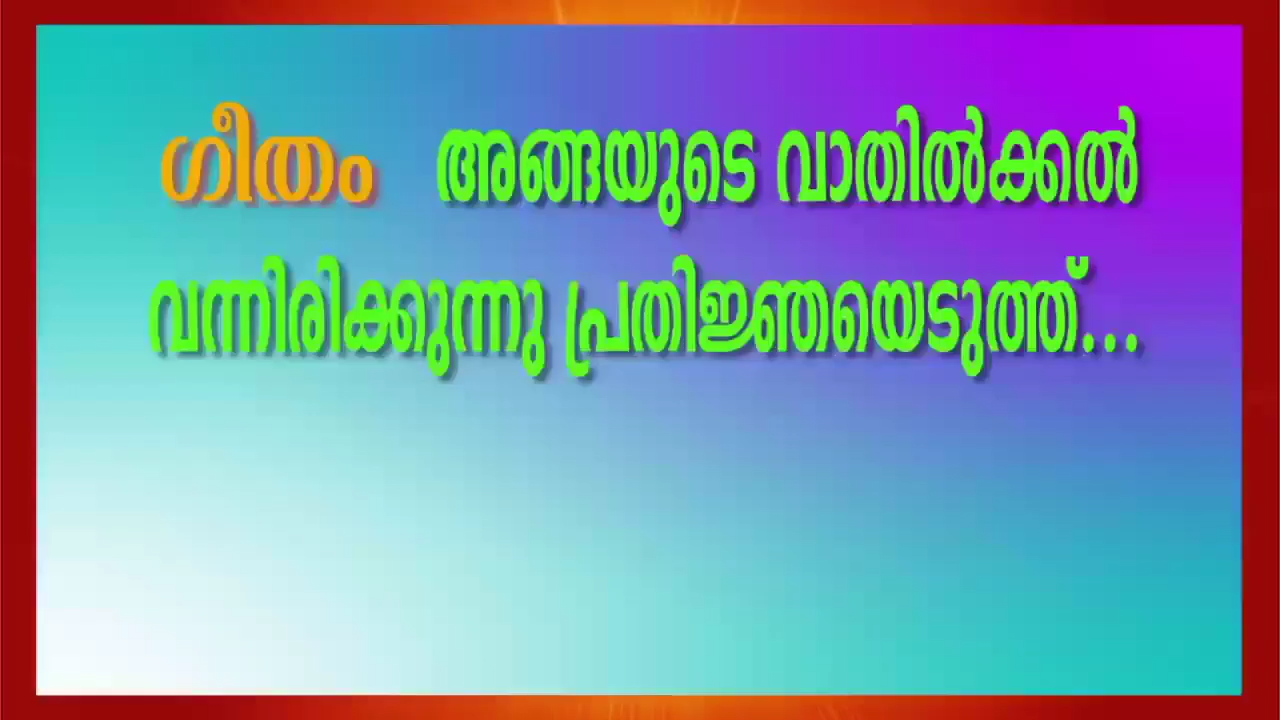 ഗീതം അങ്ങയുടെ വാതിൽക്കൽ
വന്നിരിക്കുന്നു പ്രതിജ്ഞയെടുത്ത്...